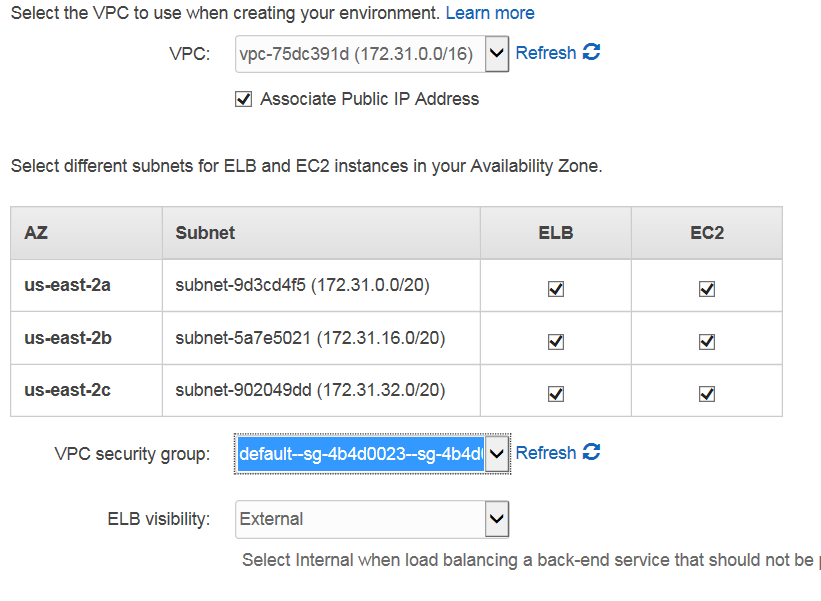 Select the VPC to use when creating your environment. Learn more
VPC: vpc-75dc391d (172.31.0.0/16) Refresh
Associate Public IP Address
Select different subnets for ELB and EC2 instances in your Availability Zone.
AZ Subnet ELB EC2
us-east-2a subnet-9d3cd4f5 (172.31.0.0/20)
us-east-2b subnet-5a7e5021 (172.31.16.0/20)
us-east-2c subnet-902049dd (172.31.32.0/20)
VPC security group: default--sg-4b4d0023--sg-4b4d Refresh
ELB visibility: External
Select Internal when load balancing a back-end service that should not be